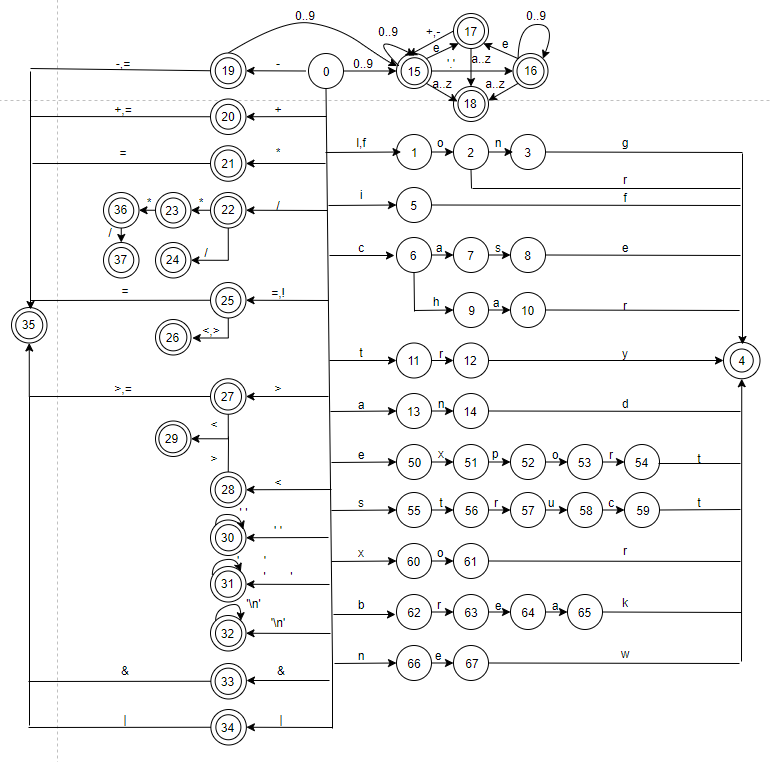 0..9
0..9
+,-
17
0..9
e
e
-,=
19
-
0
0..9
15
'.'
a..z
16
a..z
a..z
18
+,=
20
+
=
21
*
l,f
1
o
2
n
3
g
r
36
*
23
*
22
/
i
5
f
/
37
24
/
c
6
a
7
s
8
e
=
25
=,!
h
9
a
10
r
35
26
<,>
t
11
r
12
y
4
>,=
27
>
a
13
n
14
d
29
<
>
e
50
x
51
p
52
o
53
r
54
t
28
<
s
55
t
56
r
57
u
58
c
59
t
' '
30
' '
x
60
o
61
r
' '
31
' '
'\n'
32
'\n'
b
62
r
63
e
64
a
65
k
n
66
e
67
w
&
33
&
|
34
|